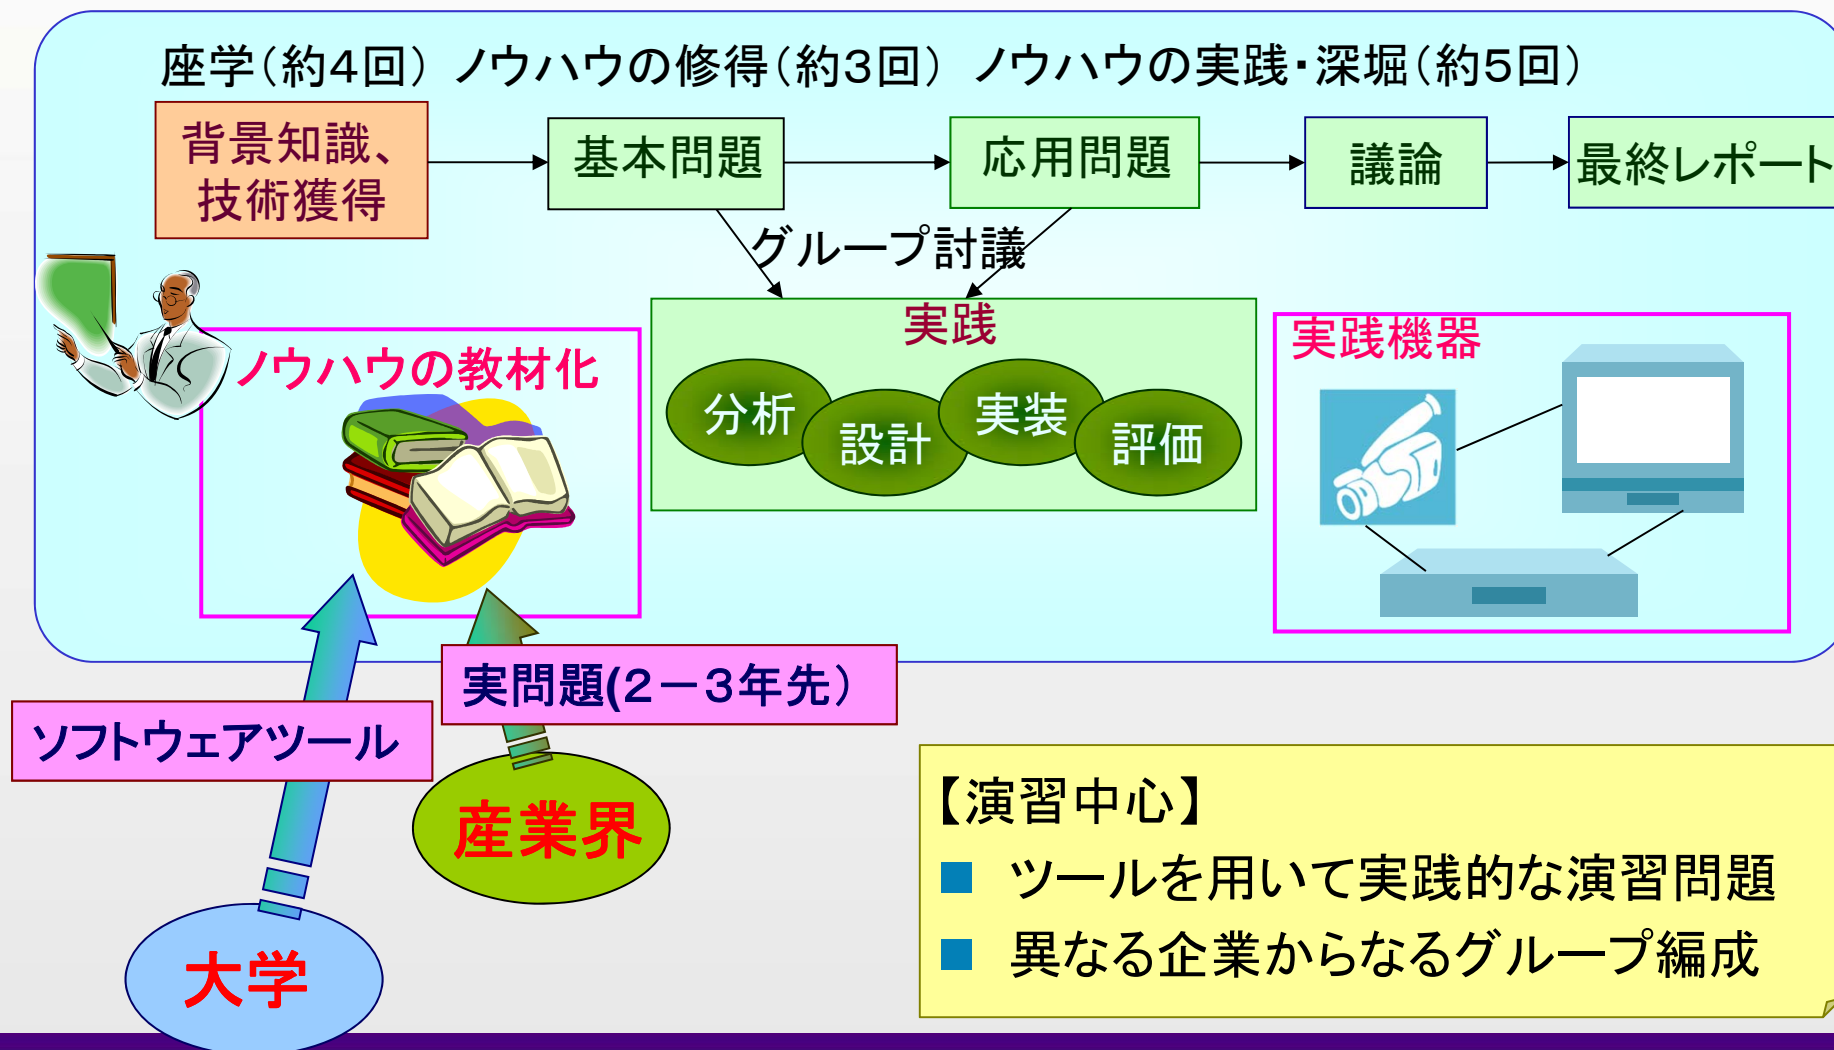 座学（約4回） ノウハウの修得（約3回） ノウハウの実践・深堀（約5回）
背景知識、
技術獲得
基本問題
応用問題
議論
最終レポート
グループ討議
実践
分析
設計
実装
評価
ノウハウの教材化
実践機器
実問題(2－3年先）
ソフトウェアツール
産業界
大学
【演習中心】
■ ツールを用いて実践的な演習問題
■ 異なる企業からなるグループ編成